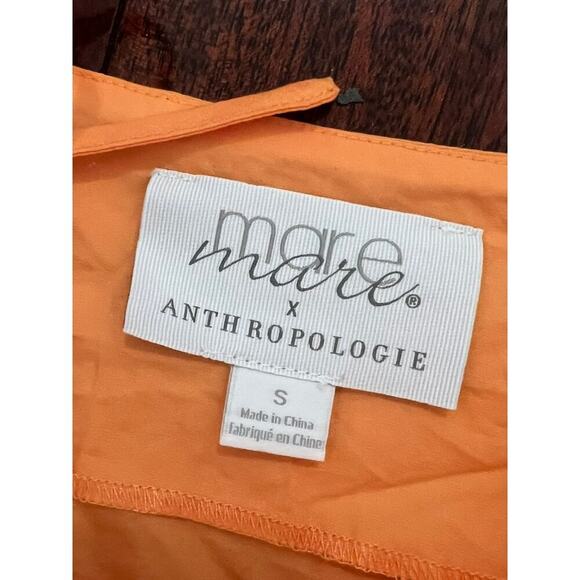 mare
mare®
X
ANTHROPOLOGIE
S
Made in China
fabriqué en Chine